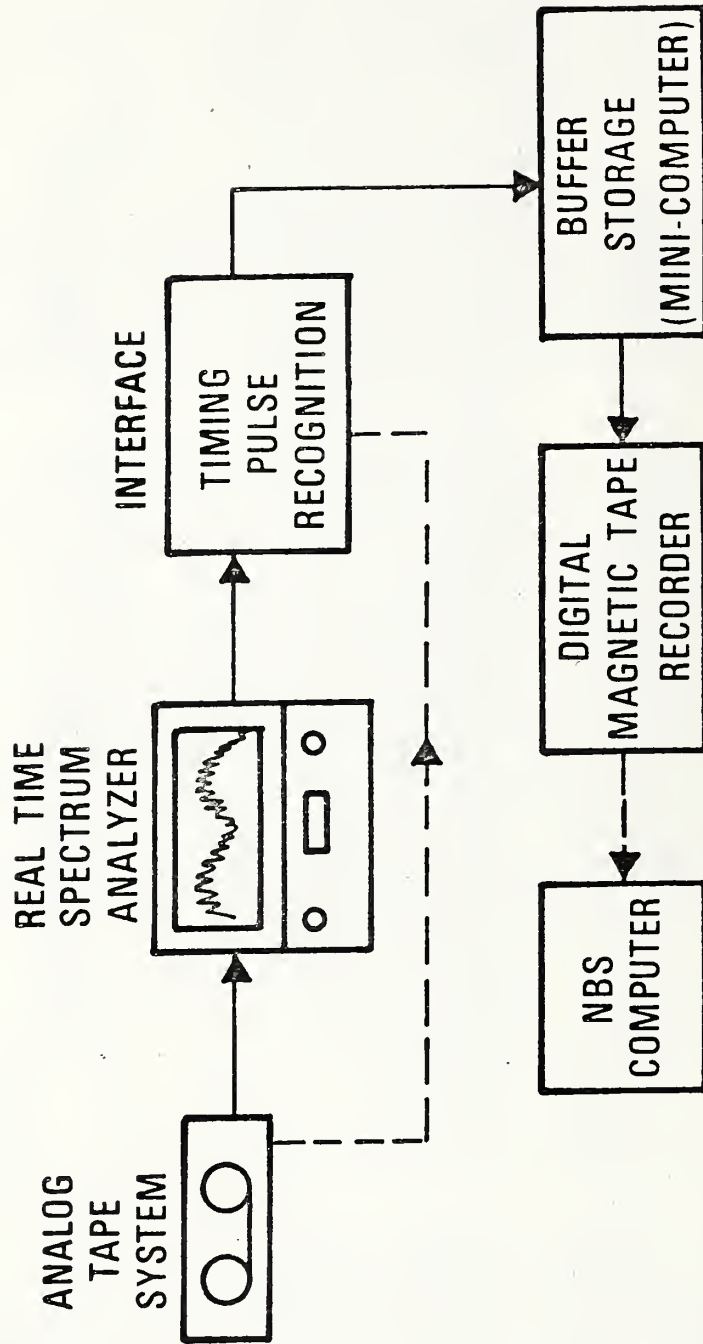 ANALOG
TAPE
SYSTEM
REAL TIME
SPECTRUM
ANALYZER
INTERFACE
TIMING
PULSE
RECOGNITION
BUFFER
STORAGE
(MINI-COMPUTER)
DIGITAL
MAGNETIC TAPE
RECORDER
NBS
COMPUTER